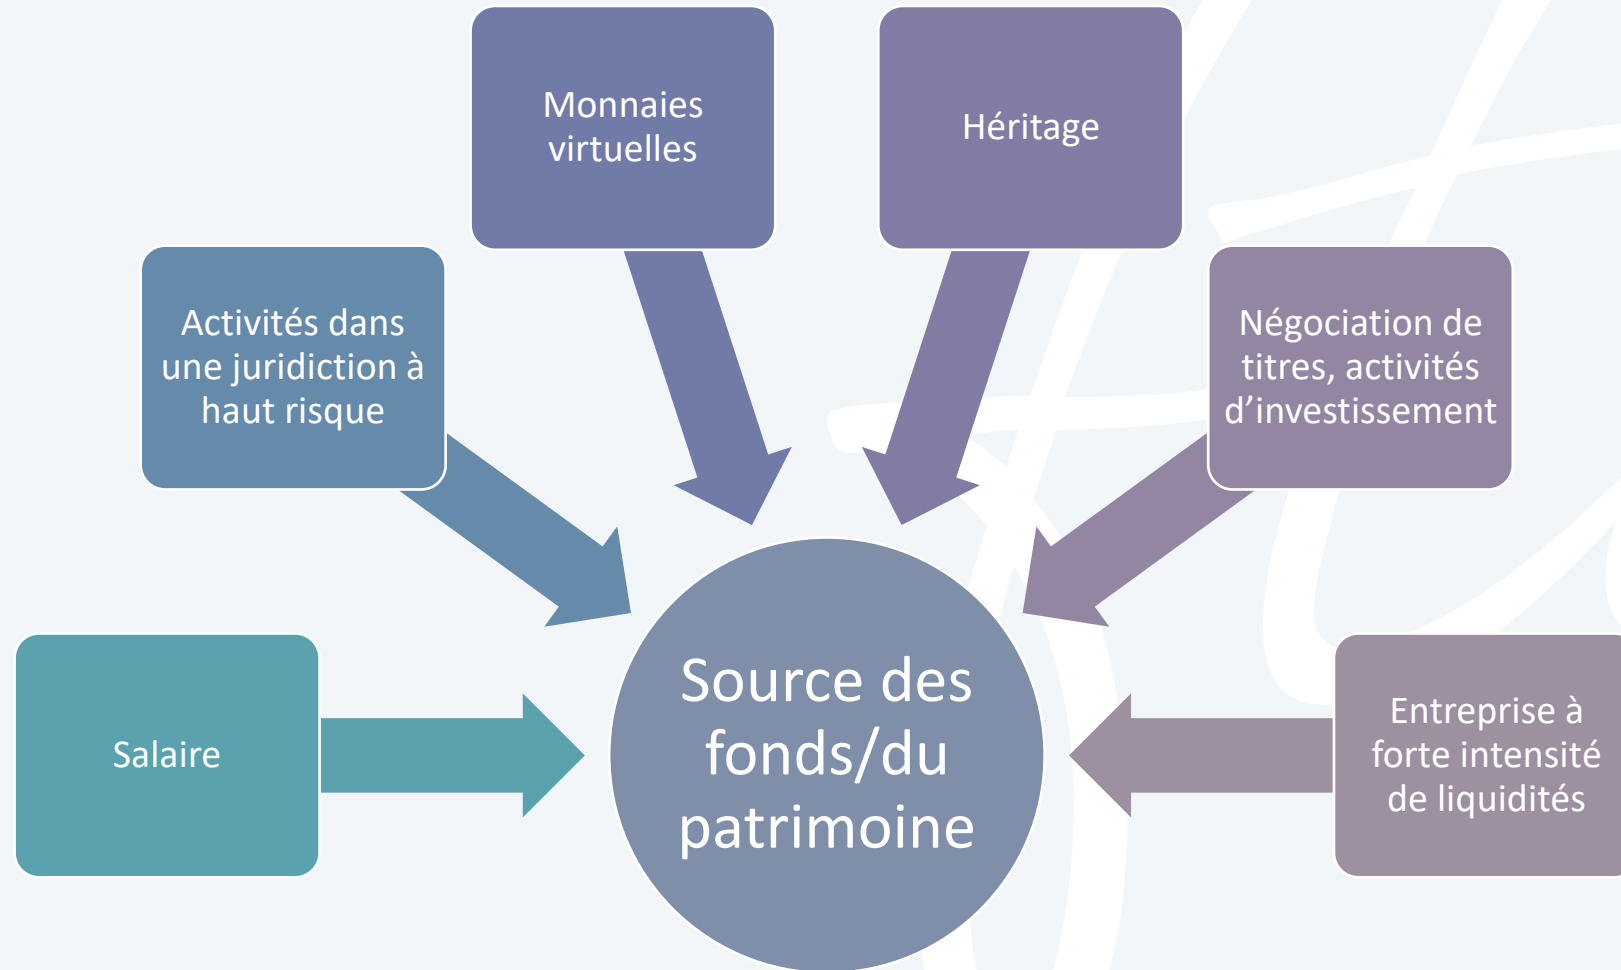 Monnaies
virtuelles
Héritage
Activités dans
une juridiction à
haut risque
Négociation de
titres, activités
d’investissement
Salaire
Source des
fonds/du
patrimoine
Entreprise à
forte intensité
de liquidités